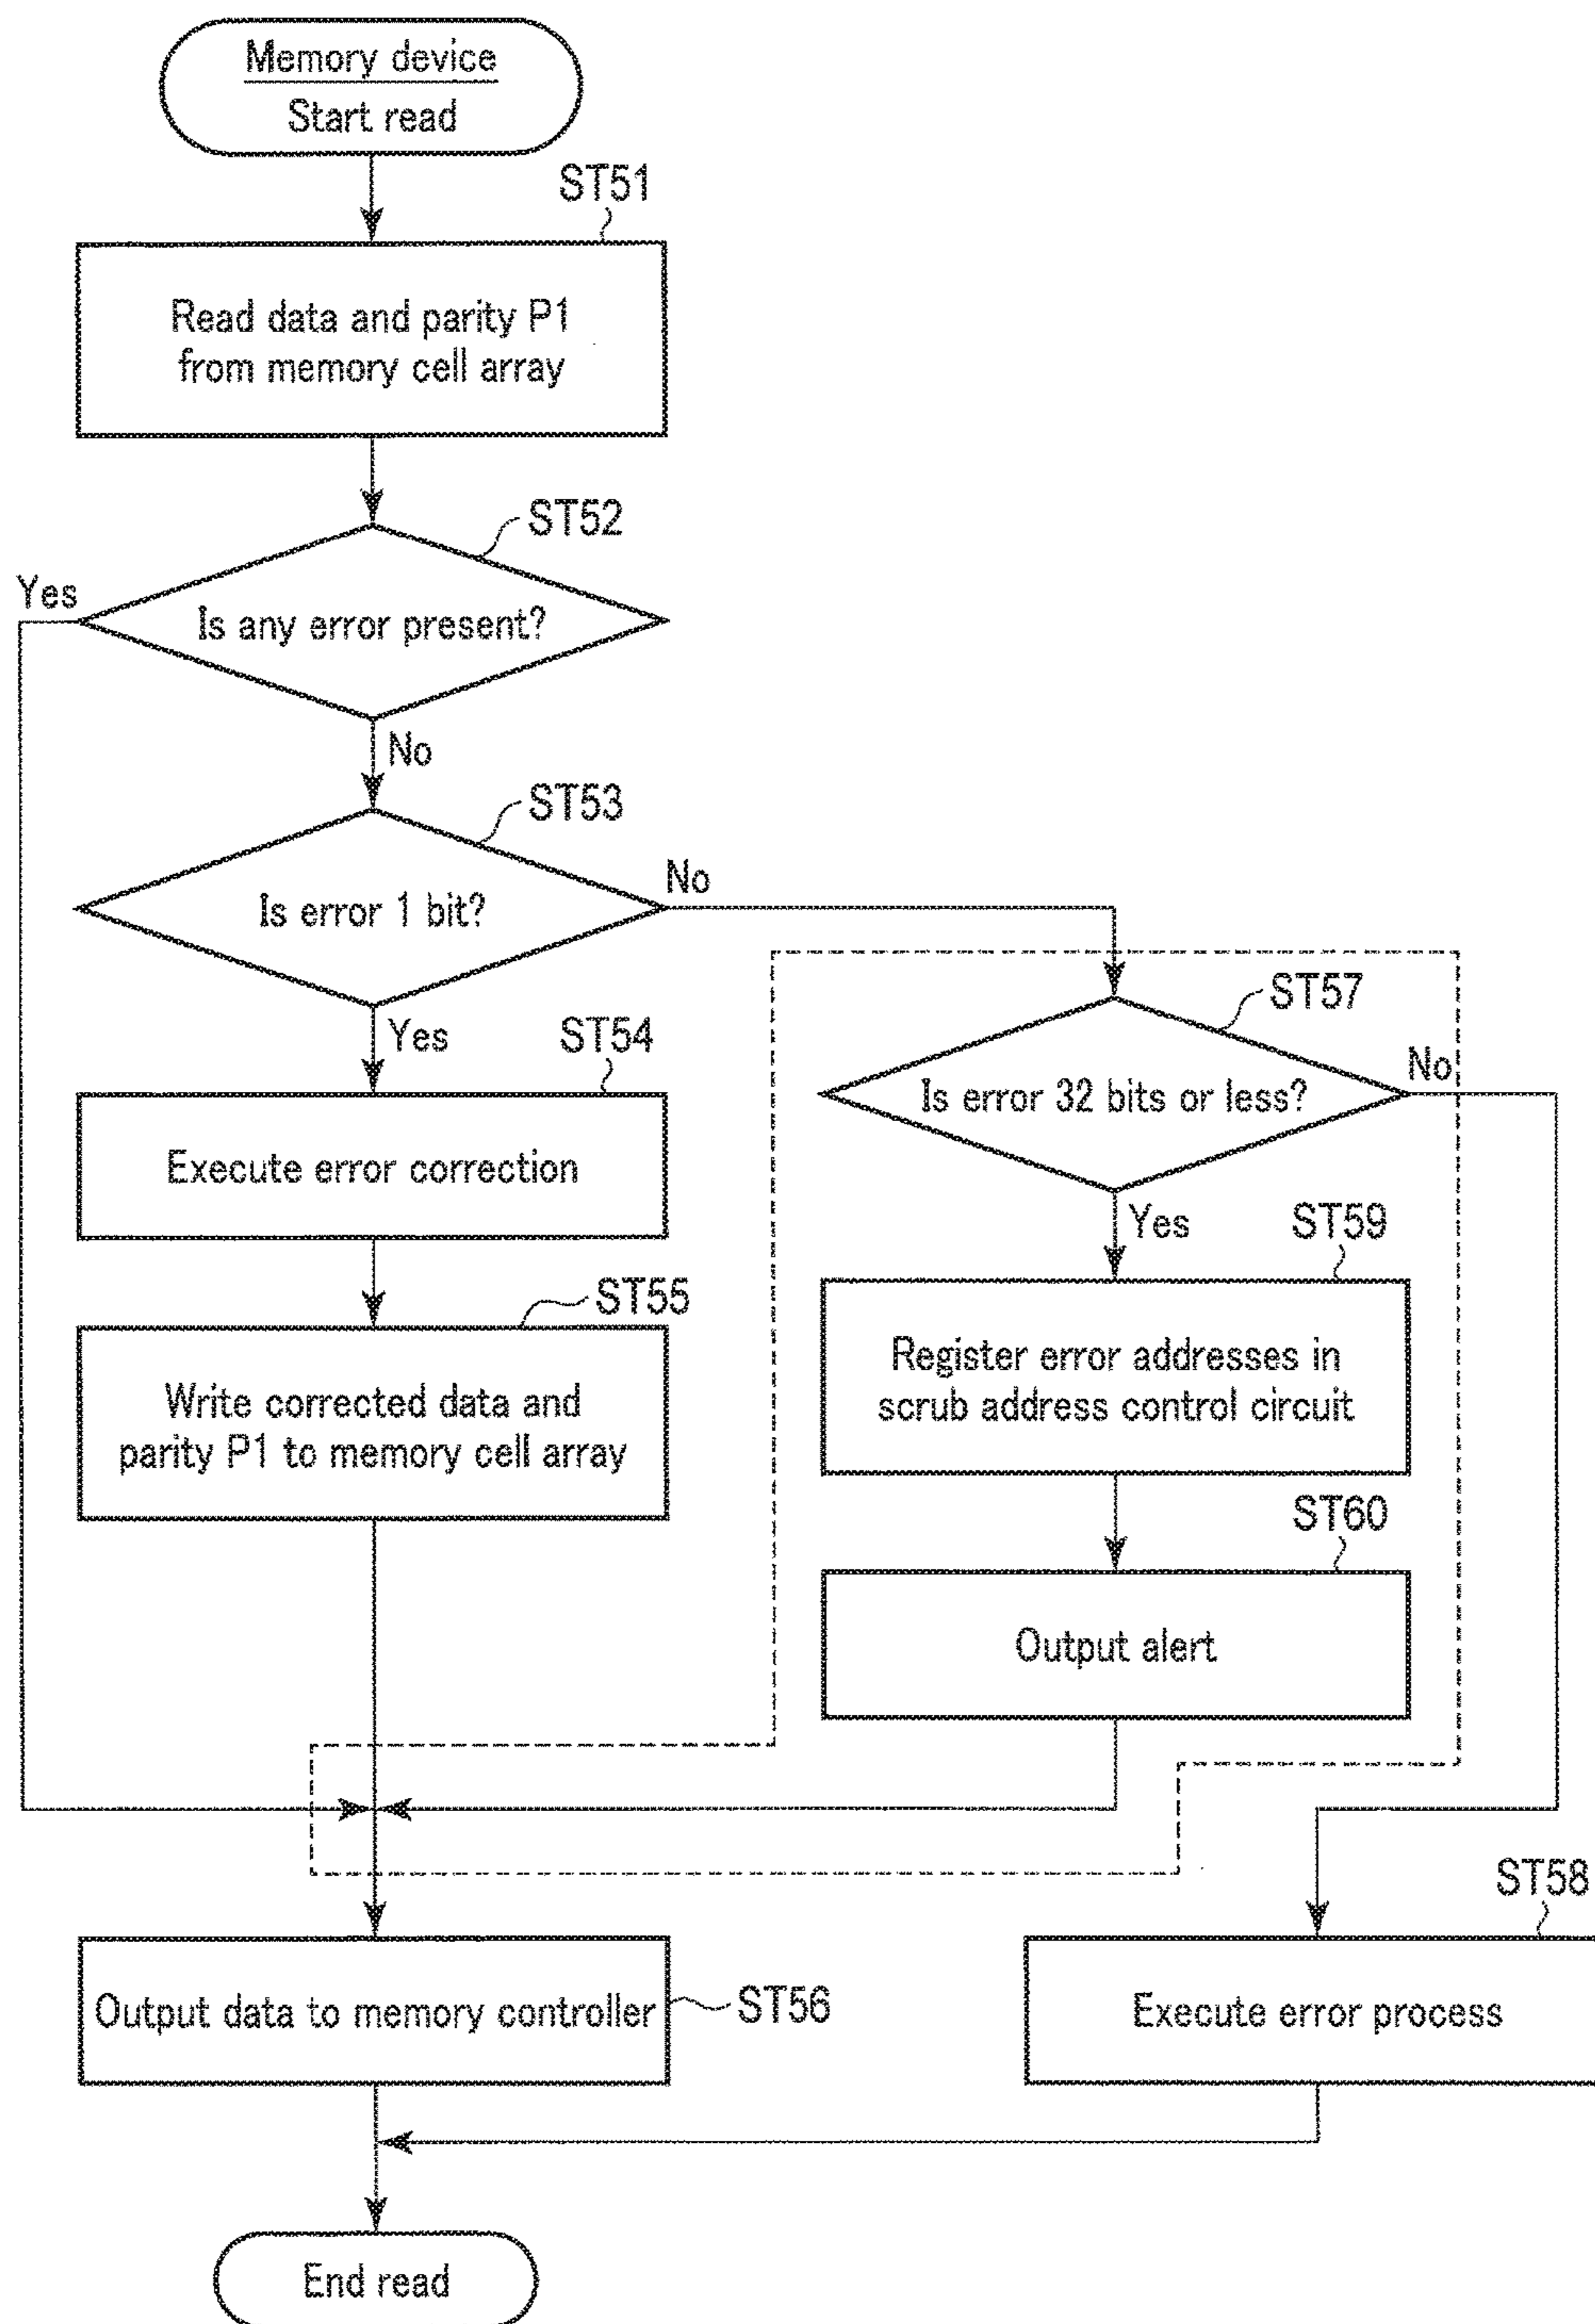 Memory device
Start read
ST51
Read data and parity P1
from memory cell array
ST52
Yes
Is any error present?
No
ST53
No
Is error 1 bit?
Yes
ST54
Execute error correction
ST55
Write corrected data and
parity P1 to memory cell array
ST57
No
Is error 32 bits or less?
Yes
ST59
Register error addresses in
scrub address control circuit
ST60
Output alert
Output data to memory controller
ST56
ST58
Execute error process
End read